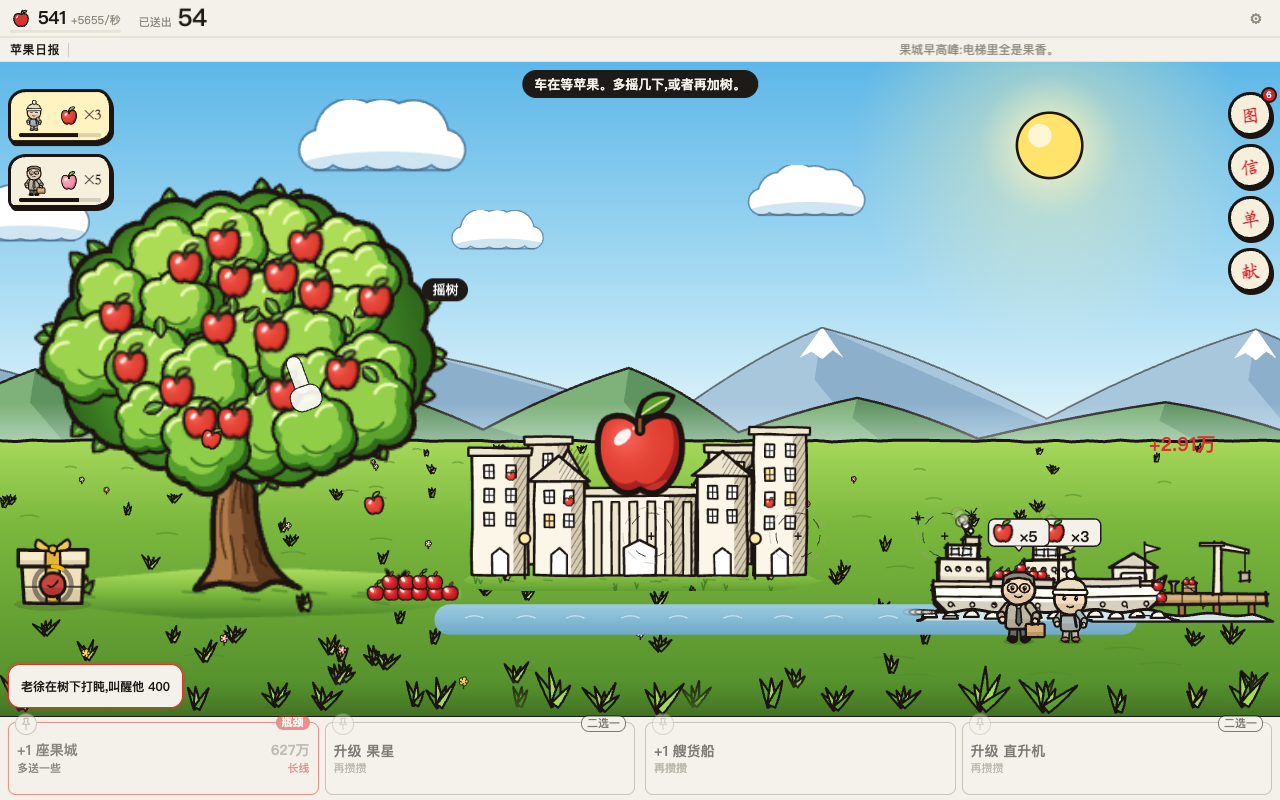 541 +5655/秒 已送出 54
苹果日报
果城早高峰:电梯里全是果香。
车在等苹果。多摇几下,或者再加树。
×3
×5
6
图
信
单
献
摇树
+2.91万
×5
×3
老徐在树下打盹,叫醒他 400
瓶颈
+1 座果城 627万
多送一些 长线
二选一
升级 果星
再攒攒
+1 艘货船
再攒攒
二选一
升级 直升机
再攒攒